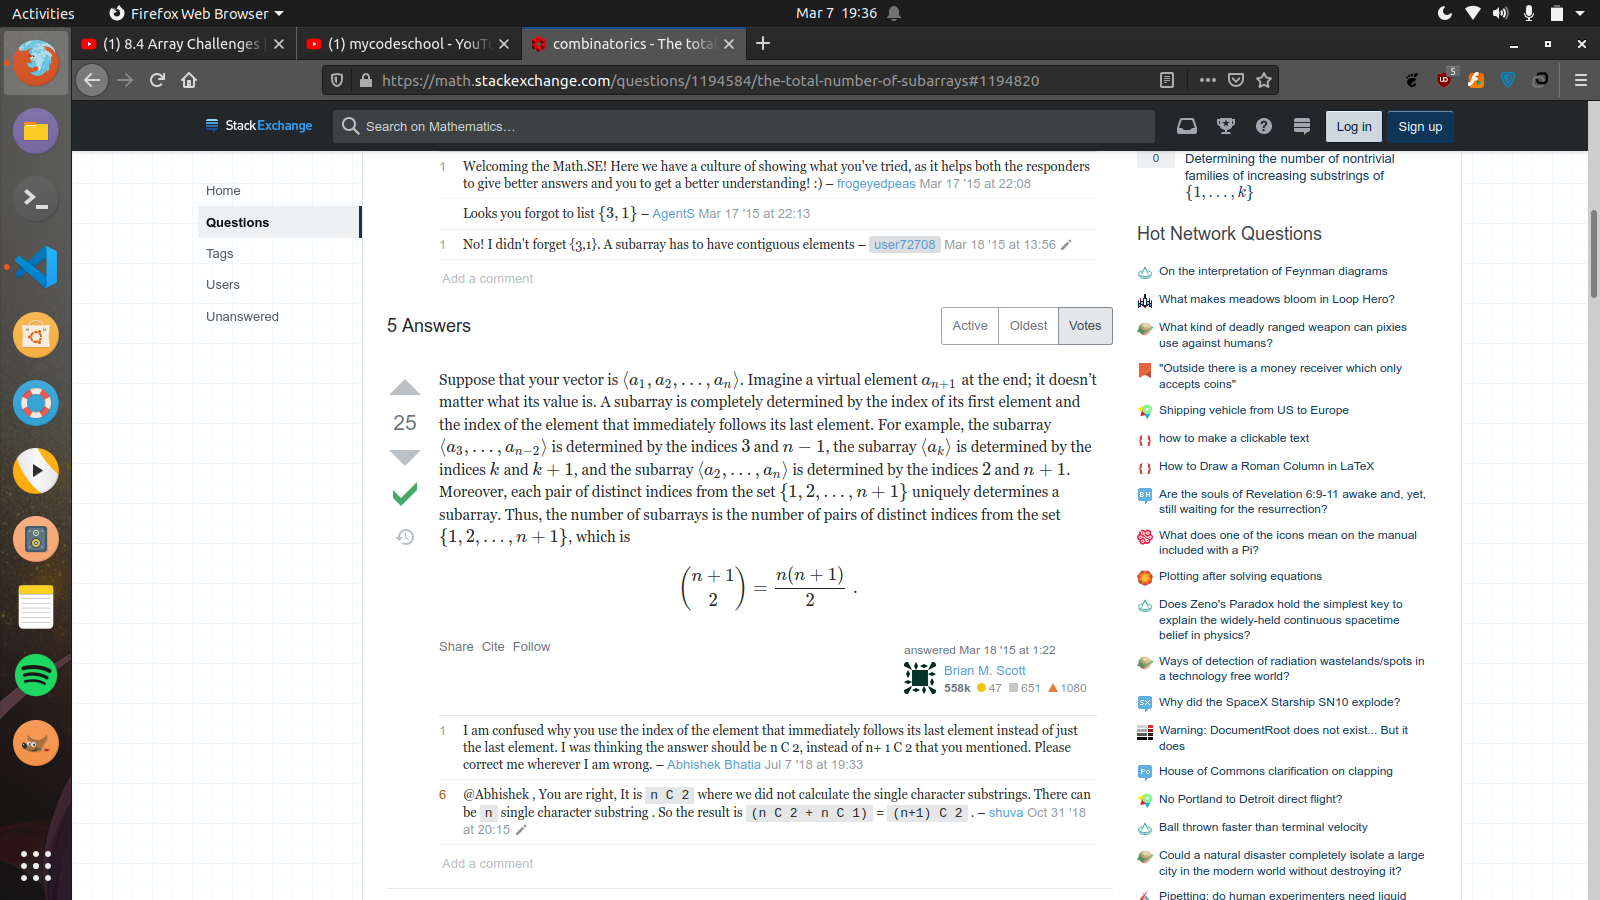 Activities
Firefox Web Browser
Mar 7 19:36
(1) 8.4 Array Challenges
(1) mycodeschool - YouTu
combinatorics - The total
https://math.stackexchange.com/questions/1194584/the-total-number-of-subarrays#1194820
5
StackExchange
Search on Mathematics…
Log in
Sign up
Home
Questions
Tags
Users
Unanswered
1 Welcoming the Math.SE! Here we have a culture of showing what you've tried, as it helps both the responders
to give better answers and you to get a better understanding! :) – frogeyedpeas Mar 17 '15 at 22:08
Looks you forgot to list {3, 1} – AgentS Mar 17 '15 at 22:13
1 No! I didn't forget {3,1}. A subarray has to have contiguous elements – user72708 Mar 18 '15 at 13:56
Add a comment
5 Answers
Active
Oldest
Votes
25
Suppose that your vector is ⟨a₁, a₂, . . . , aₙ⟩. Imagine a virtual element aₙ₊₁ at the end; it doesn’t
matter what its value is. A subarray is completely determined by the index of its first element and
the index of the element that immediately follows its last element. For example, the subarray
⟨a₃, . . . , aₙ₋₂⟩ is determined by the indices 3 and n − 1, the subarray ⟨aₖ⟩ is determined by the
indices k and k + 1, and the subarray ⟨a₂, . . . , aₙ⟩ is determined by the indices 2 and n + 1.
Moreover, each pair of distinct indices from the set {1, 2, . . . , n + 1} uniquely determines a
subarray. Thus, the number of subarrays is the number of pairs of distinct indices from the set
{1, 2, . . . , n + 1}, which is
(n + 1 2) = n(n + 1) / 2 .
Share Cite Follow
answered Mar 18 '15 at 1:22
Brian M. Scott
558k 47 651 1080
1 I am confused why you use the index of the element that immediately follows its last element instead of just
the last element. I was thinking the answer should be n C 2, instead of n+ 1 C 2 that you mentioned. Please
correct me wherever I am wrong. – Abhishek Bhatia Jul 7 '18 at 19:33
6 @Abhishek , You are right, It is n C 2 where we did not calculate the single character substrings. There can
be n single character substring . So the result is (n C 2 + n C 1) = (n+1) C 2 . – shuva Oct 31 '18
at 20:15
Add a comment
0 Determining the number of nontrivial
families of increasing substrings of
{1, . . . , k}
Hot Network Questions
On the interpretation of Feynman diagrams
What makes meadows bloom in Loop Hero?
What kind of deadly ranged weapon can pixies
use against humans?
"Outside there is a money receiver which only
accepts coins"
Shipping vehicle from US to Europe
how to make a clickable text
How to Draw a Roman Column in LaTeX
Are the souls of Revelation 6:9-11 awake and, yet,
still waiting for the resurrection?
What does one of the icons mean on the manual
included with a Pi?
Plotting after solving equations
Does Zeno's Paradox hold the simplest key to
explain the widely-held continuous spacetime
belief in physics?
Ways of detection of radiation wastelands/spots in
a technology free world?
Why did the SpaceX Starship SN10 explode?
Warning: DocumentRoot does not exist... But it
does
House of Commons clarification on clapping
No Portland to Detroit direct flight?
Ball thrown faster than terminal velocity
Could a natural disaster completely isolate a large
city in the modern world without destroying it?
Pipetting: do human experimenters need liquid